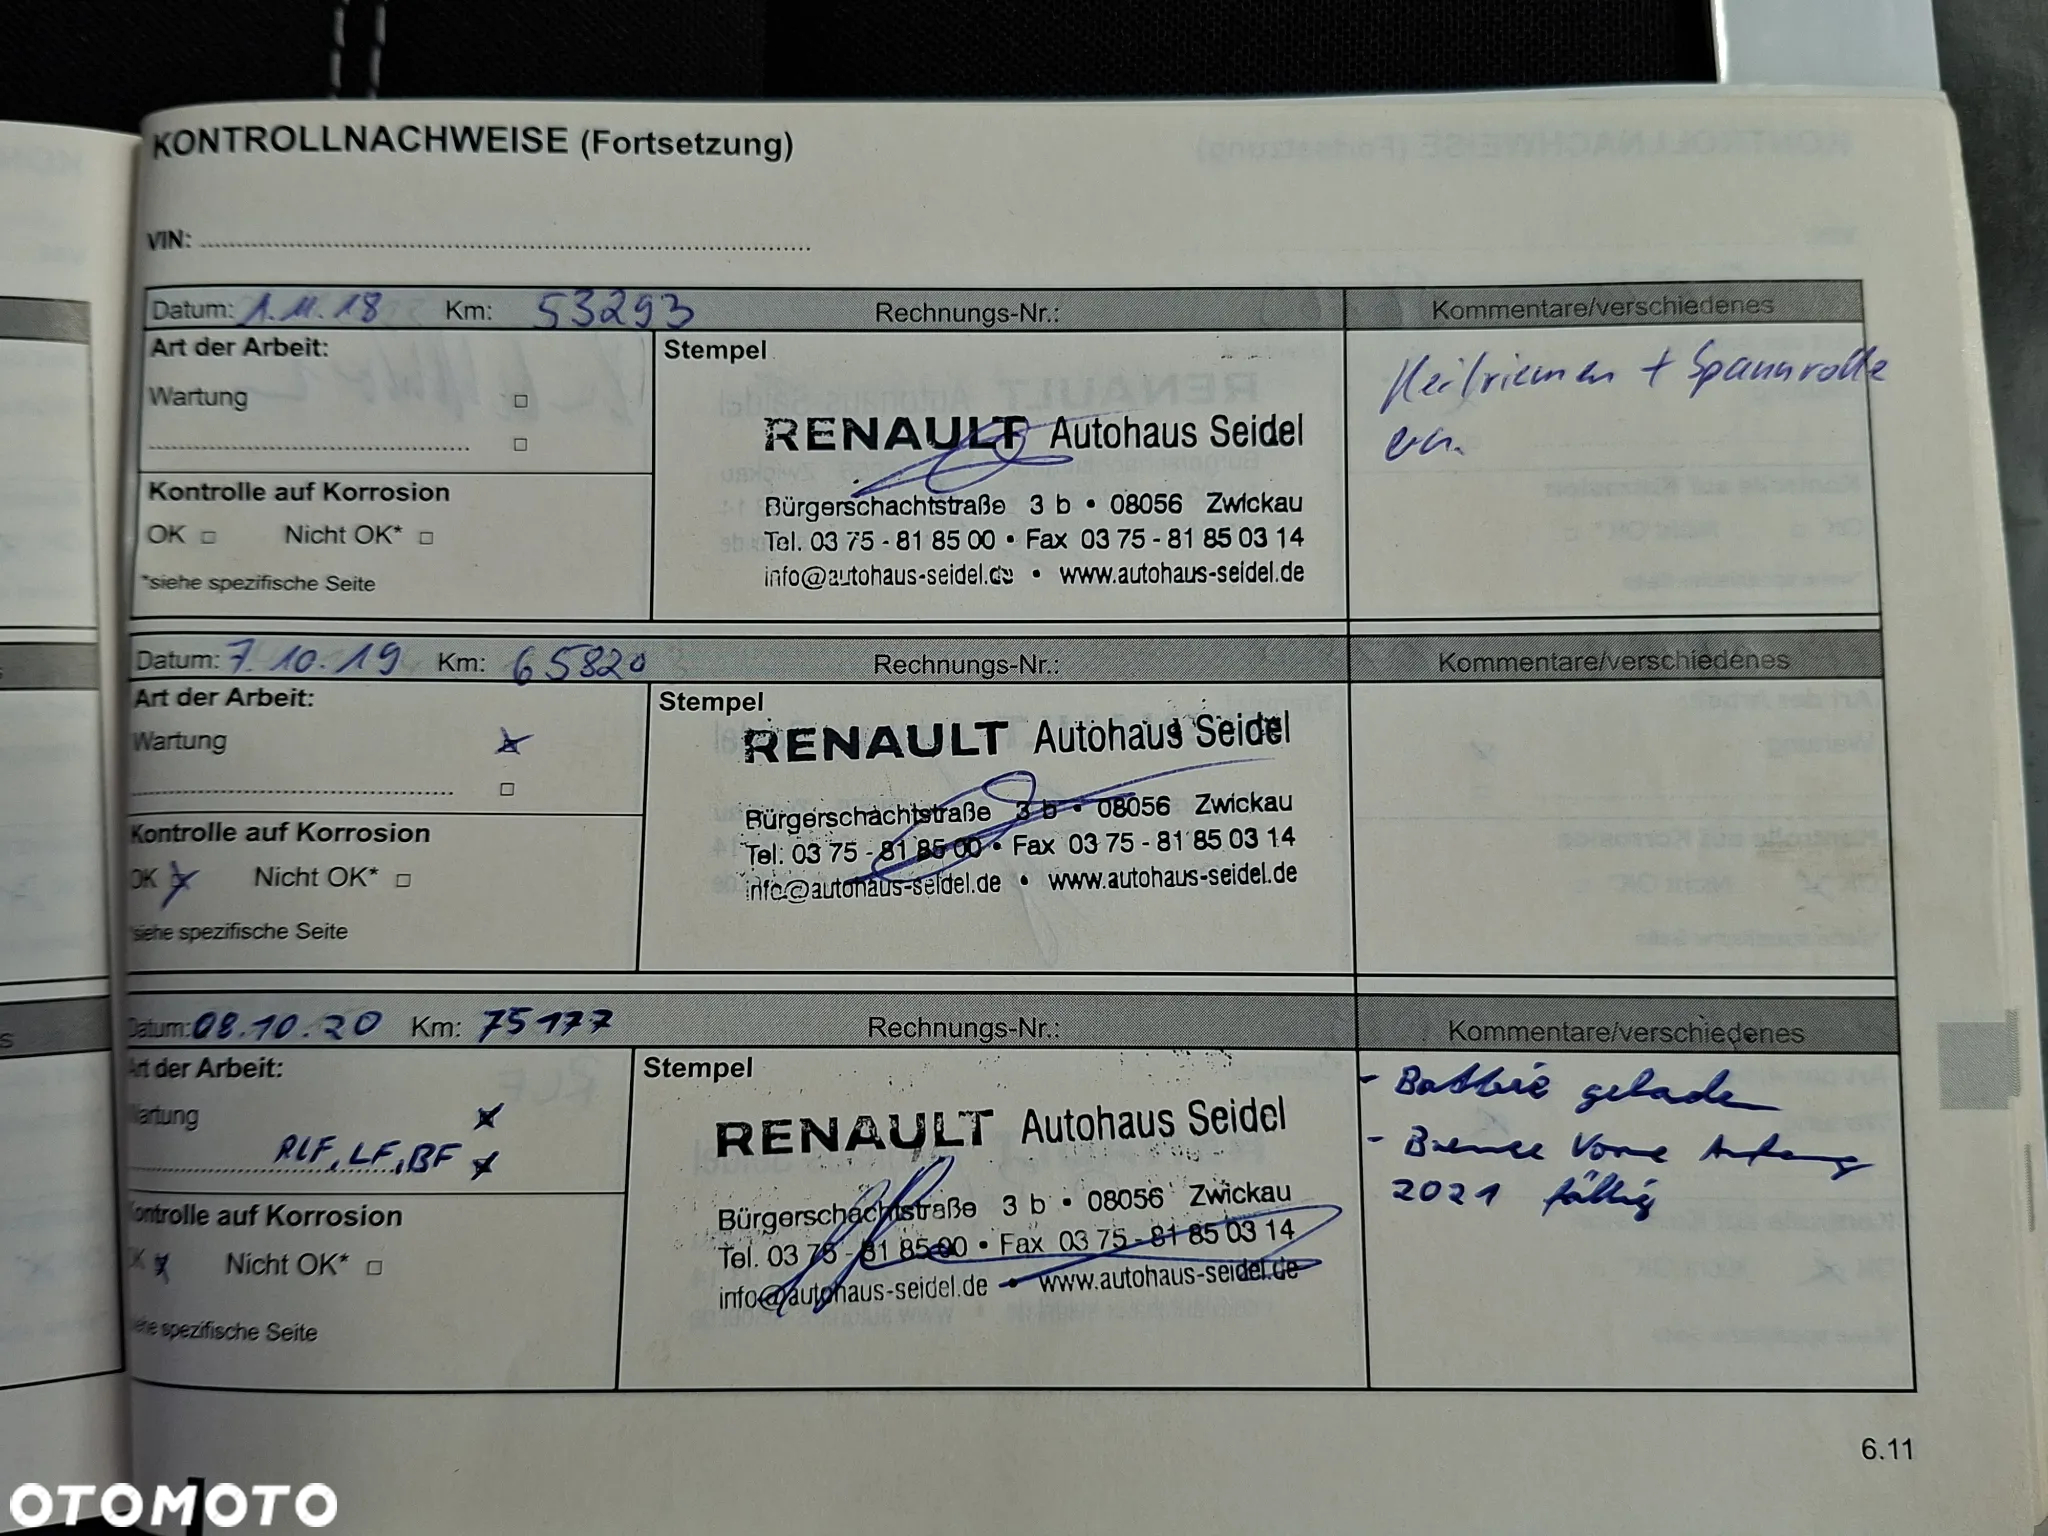 KONTROLLNACHWEISE (Fortsetzung)
VIN:
Datum: 1.11.18 Km: 53293 Rechnungs-Nr.: Kommentare/verschiedenes
Art der Arbeit:
Wartung
Kontrolle auf Korrosion
OK Nicht OK*
*siehe spezifische Seite
Stempel
RENAULT Autohaus Seidel
Bürgerschachtstraße 3 b • 08056 Zwickau
Tel. 03 75 - 81 85 00 • Fax 03 75 - 81 85 03 14
info@autohaus-seidel.de • www.autohaus-seidel.de
Keilriemen + Spannrolle
ern.
Datum: 7.10.19 Km: 65820 Rechnungs-Nr.: Kommentare/verschiedenes
Art der Arbeit:
Wartung x
Kontrolle auf Korrosion
OK x Nicht OK*
*siehe spezifische Seite
Stempel
RENAULT Autohaus Seidel
Bürgerschachtstraße 3 b • 08056 Zwickau
Tel. 03 75 - 81 85 00 • Fax 03 75 - 81 85 03 14
info@autohaus-seidel.de • www.autohaus-seidel.de
Datum: 08.10.20 Km: 75177 Rechnungs-Nr.: Kommentare/verschiedenes
Art der Arbeit:
Wartung x
RLF, LF, BF x
Kontrolle auf Korrosion
OK x Nicht OK*
siehe spezifische Seite
Stempel
RENAULT Autohaus Seidel
Bürgerschachtstraße 3 b • 08056 Zwickau
Tel. 03 75 - 81 85 00 • Fax 03 75 - 81 85 03 14
info@autohaus-seidel.de • www.autohaus-seidel.de
- Batterie geladen
- Bremse Vorne Anfang
2021 fällig
6.11
OTOMOTO